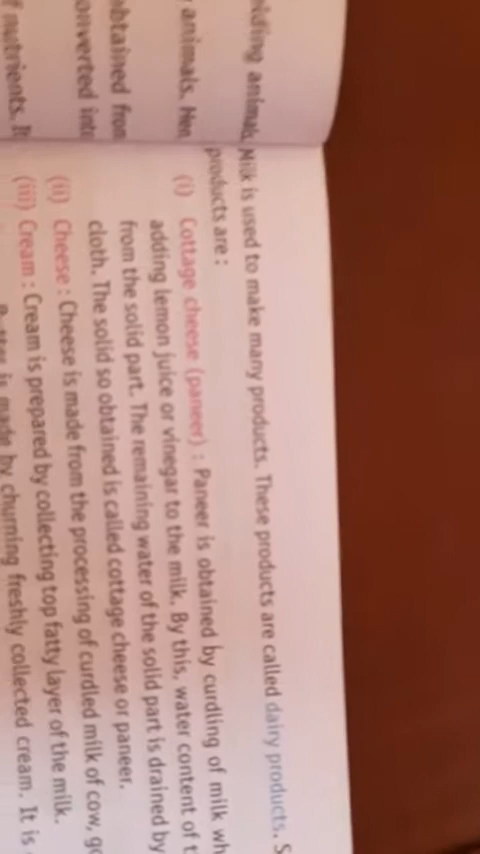 Milk is used to make many products. These products are called dairy products. S
products are :
(i) Cottage cheese (paneer) : Paneer is obtained by curdling of milk wh
adding lemon juice or vinegar to the milk. By this, water content of t
from the solid part. The remaining water of the solid part is drained by
cloth. The solid so obtained is called cottage cheese or paneer.
(ii) Cheese : Cheese is made from the processing of curdled milk of cow, go
(iii) Cream : Cream is prepared by collecting top fatty layer of the milk.
is made by churning freshly collected cream. It is
animals.
animals. Hen
obtained from
onverted into
f nutrients. It